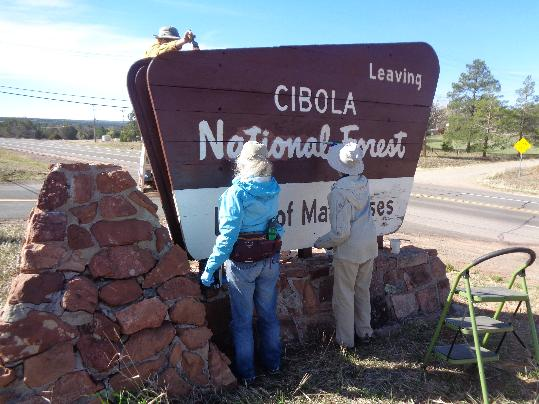 Leaving
CIBOLA
National Forest
of